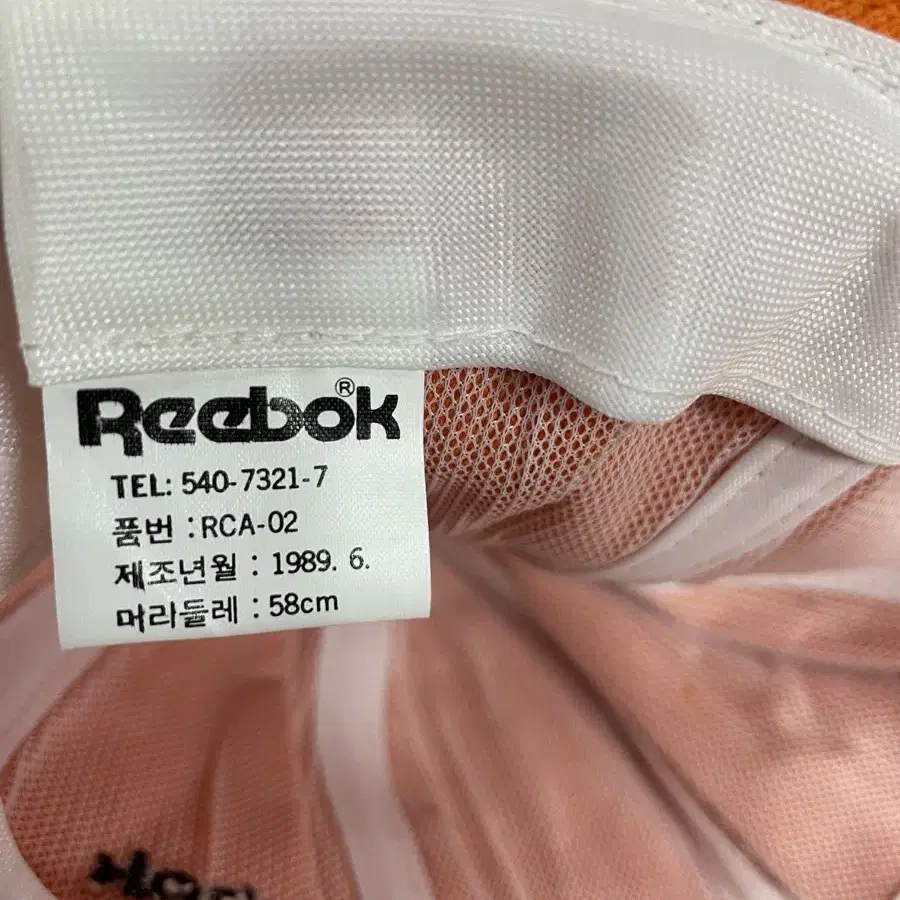 Reebok®
TEL: 540-7321-7
품번 : RCA-02
제조년월 : 1989. 6.
머리둘레 : 58cm